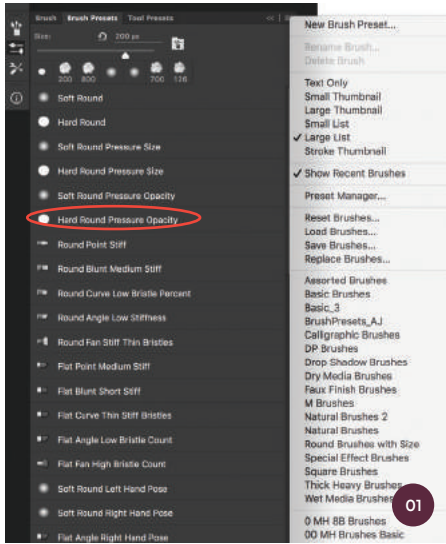 Brush Brush Presets Tool Presets
Size: 200 px
200 800 700 126
Soft Round
Hard Round
Soft Round Pressure Size
Hard Round Pressure Size
Soft Round Pressure Opacity
Hard Round Pressure Opacity
Round Point Stiff
Round Blunt Medium Stiff
Round Curve Low Bristle Percent
Round Angle Low Stiffness
Round Fan Stiff Thin Bristles
Flat Point Medium Stiff
Flat Blunt Short Stiff
Flat Curve Thin Stiff Bristles
Flat Angle Low Bristle Count
Flat Fan High Bristle Count
Soft Round Left Hand Pose
Soft Round Right Hand Pose
Flat Angle Right Hand Pose
New Brush Preset...
Rename Brush...
Delete Brush
Text Only
Small Thumbnail
Large Thumbnail
Small List
✓ Large List
Stroke Thumbnail
✓ Show Recent Brushes
Preset Manager...
Reset Brushes...
Load Brushes...
Save Brushes...
Replace Brushes...
Assorted Brushes
Basic Brushes
Basic_3
BrushPresets_AJ
Calligraphic Brushes
DP Brushes
Drop Shadow Brushes
Dry Media Brushes
Faux Finish Brushes
M Brushes
Natural Brushes 2
Natural Brushes
Round Brushes with Size
Special Effect Brushes
Square Brushes
Thick Heavy Brushes
Wet Media Brushes
0 MH 8B Brushes
00 MH Brushes Basic
01